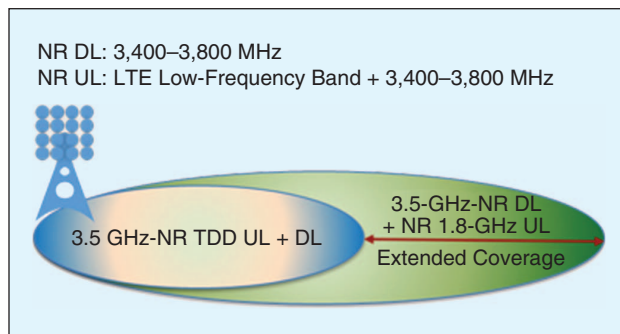 NR DL: 3,400–3,800 MHz
NR UL: LTE Low-Frequency Band + 3,400–3,800 MHz
3.5 GHz-NR TDD UL + DL
3.5-GHz-NR DL
+ NR 1.8-GHz UL
Extended Coverage